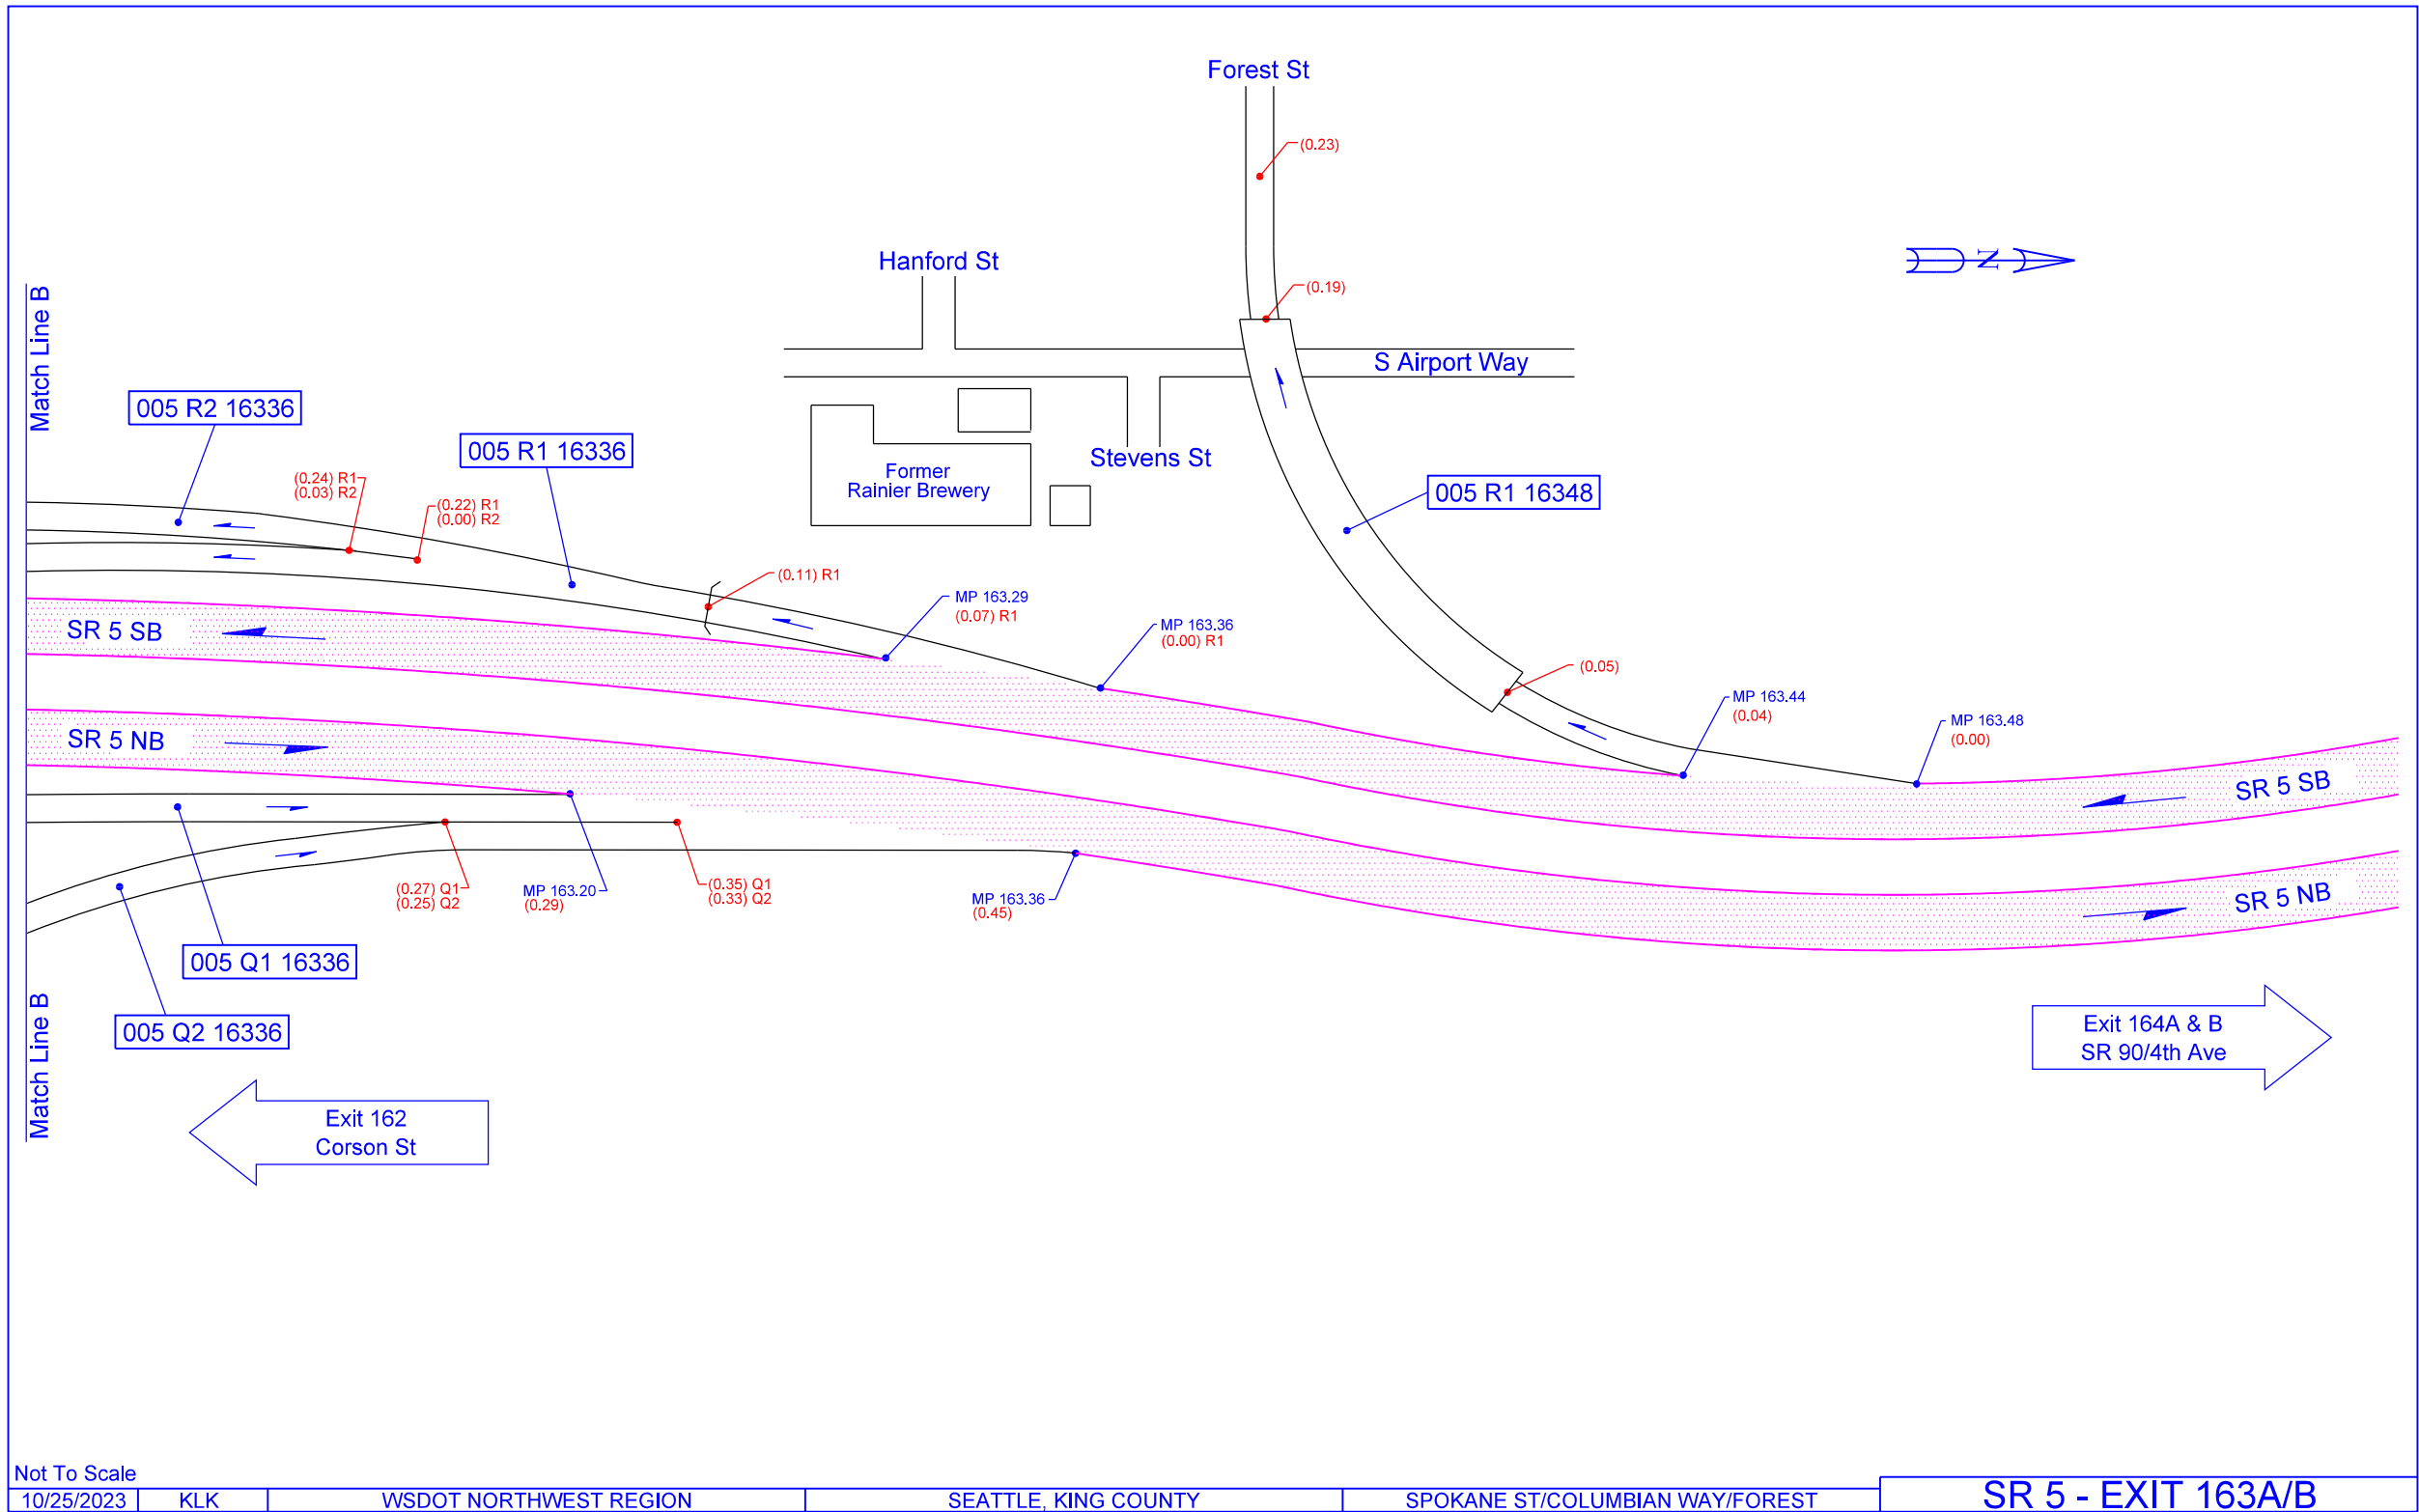 Forest St
(0.23)
Hanford St
N
(0.19)
Match Line B
S Airport Way
005 R2 16336
005 R1 16336
Stevens St
Former
Rainier Brewery
(0.24) R1
(0.03) R2
(0.22) R1
(0.00) R2
005 R1 16348
(0.11) R1
MP 163.29
(0.07) R1
MP 163.36
(0.00) R1
SR 5 SB
(0.05)
MP 163.44
(0.04)
MP 163.48
(0.00)
SR 5 NB
SR 5 SB
(0.27) Q1
(0.25) Q2
MP 163.20
(0.29)
(0.35) Q1
(0.33) Q2
MP 163.36
(0.45)
SR 5 NB
005 Q1 16336
005 Q2 16336
Match Line B
Exit 164A & B
SR 90/4th Ave
Exit 162
Corson St
Not To Scale
10/25/2023
KLK
WSDOT NORTHWEST REGION
SEATTLE, KING COUNTY
SPOKANE ST/COLUMBIAN WAY/FOREST
SR 5 - EXIT 163A/B